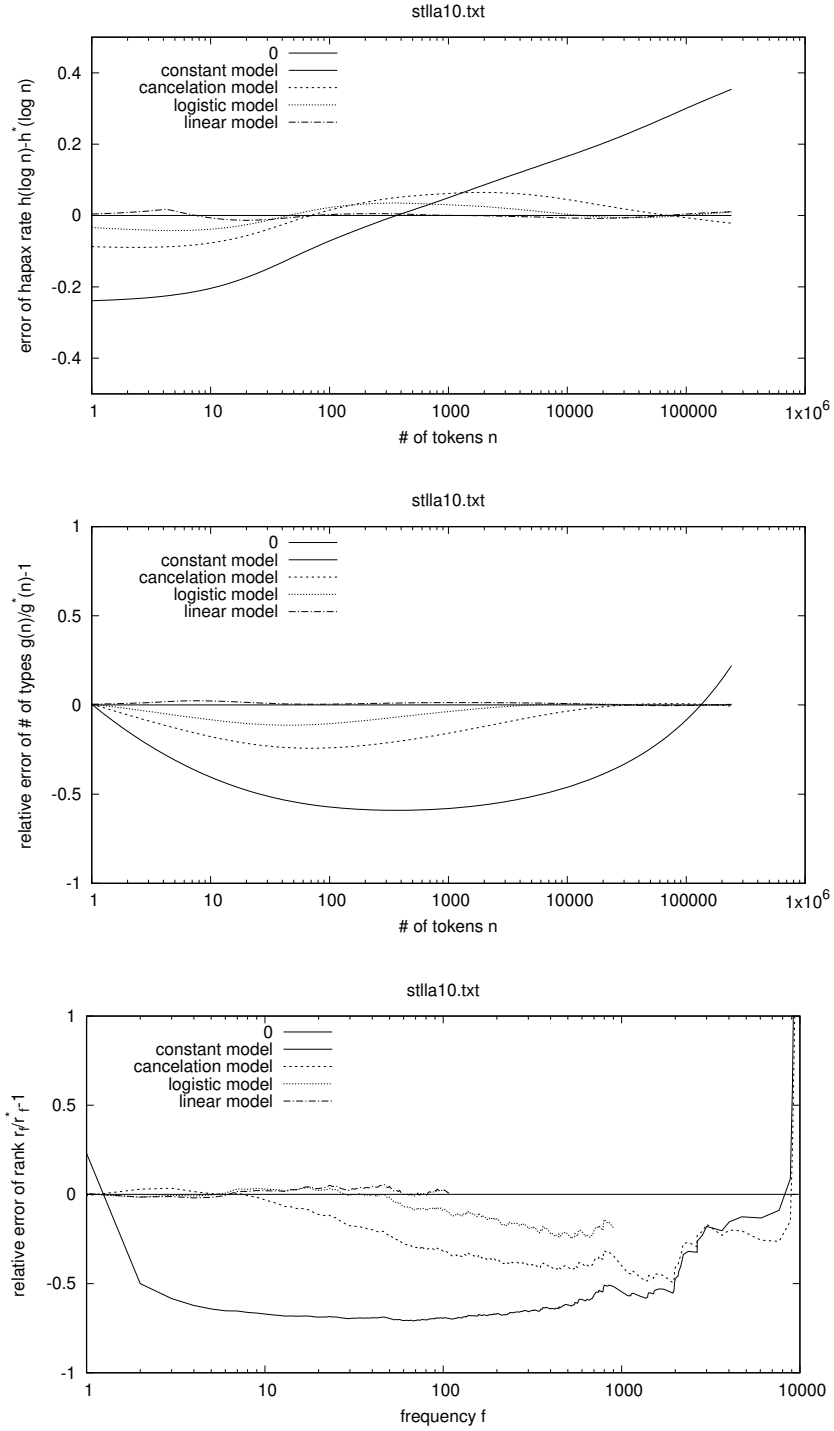 stlla10.txt
0
constant model
cancelation model
logistic model
linear model
error of hapax rate h(log n)-h*(log n)
0.4
0.2
0
-0.2
-0.4
1 10 100 1000 10000 100000 1x10^6
# of tokens n
stlla10.txt
0
constant model
cancelation model
logistic model
linear model
relative error of # of types g(n)/g*(n)-1
1
0.5
0
-0.5
-1
1 10 100 1000 10000 100000 1x10^6
# of tokens n
stlla10.txt
0
constant model
cancelation model
logistic model
linear model
relative error of rank r_f/r*_f-1
1
0.5
0
-0.5
-1
1 10 100 1000 10000
frequency f